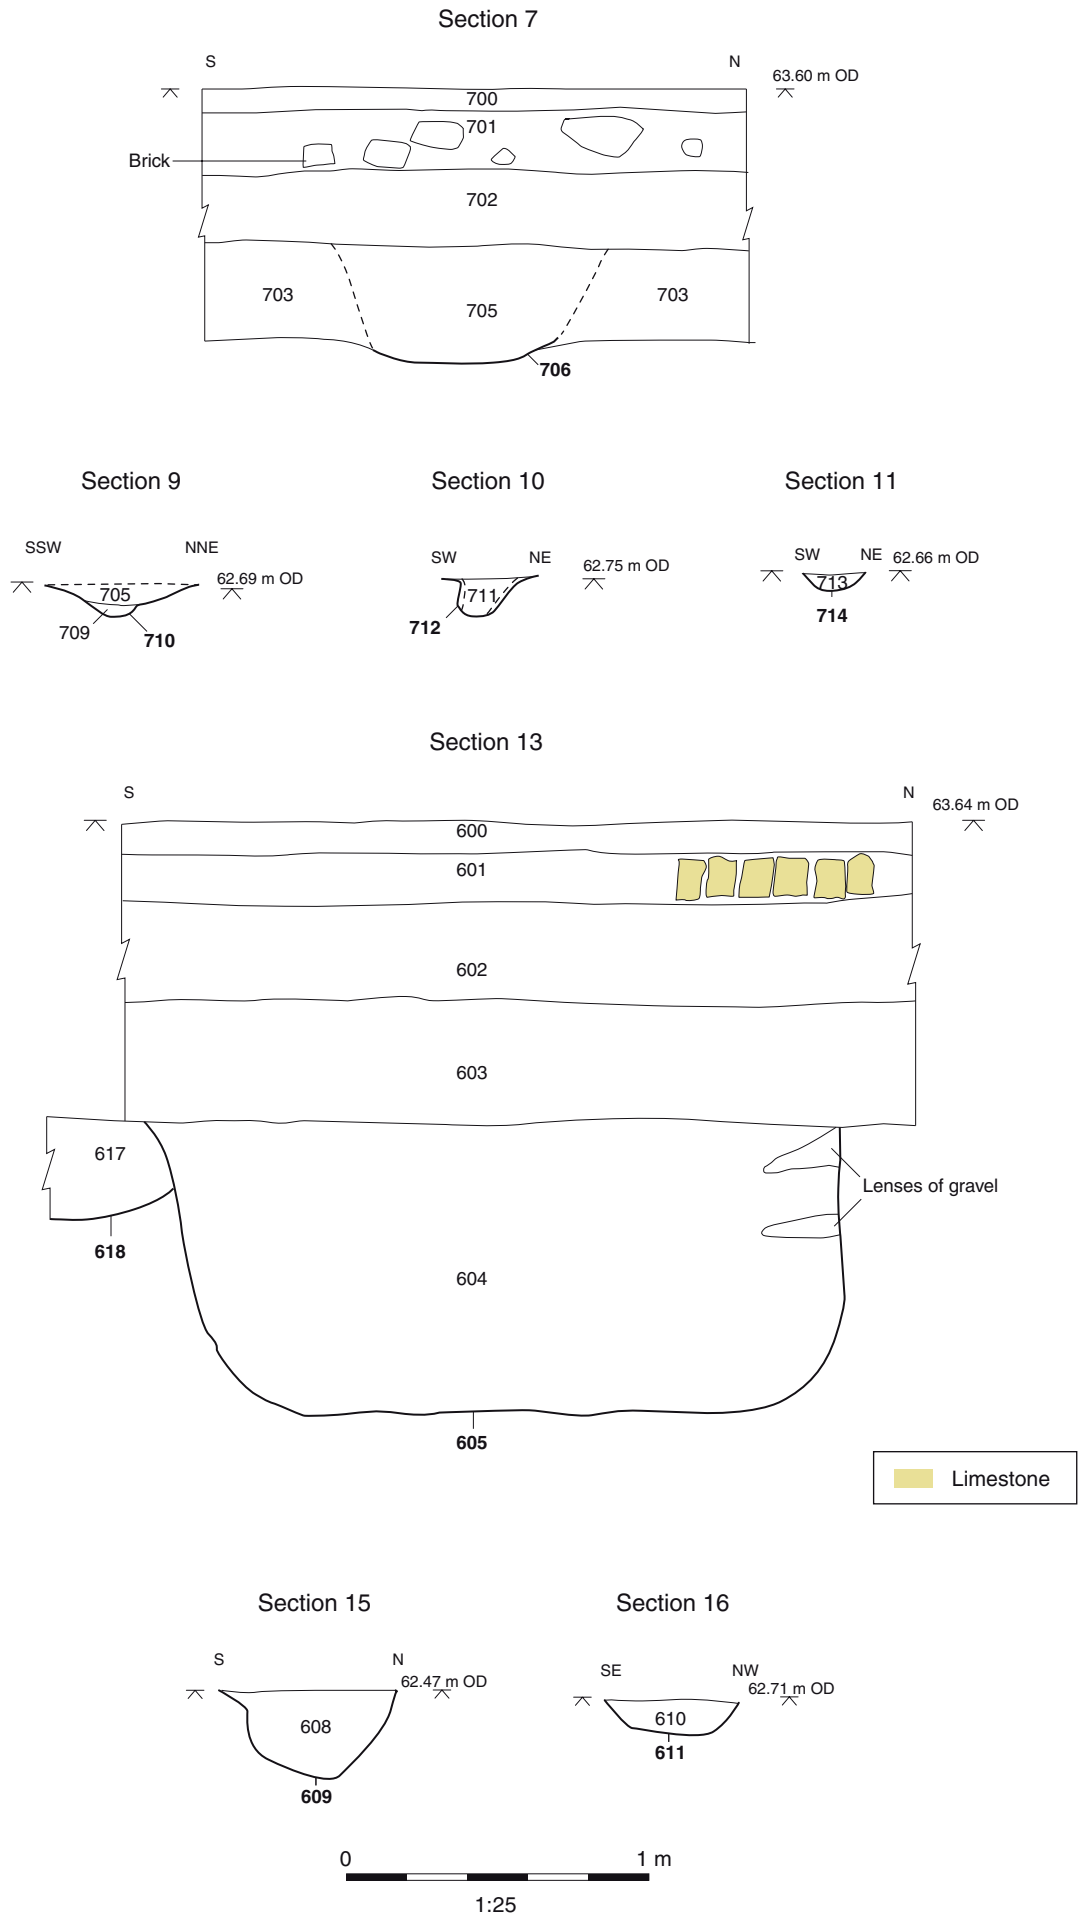 Section 7
S
N
63.60 m OD
700
701
Brick
702
703
705
703
706
Section 9
Section 10
Section 11
SSW
NNE
62.69 m OD
705
709
710
SW
NE
62.75 m OD
711
712
SW
NE
62.66 m OD
713
714
Section 13
S
N
63.64 m OD
600
601
602
603
617
618
Lenses of gravel
604
605
Limestone
Section 15
Section 16
S
N
62.47 m OD
608
609
SE
NW
62.71 m OD
610
611
0
1 m
1:25